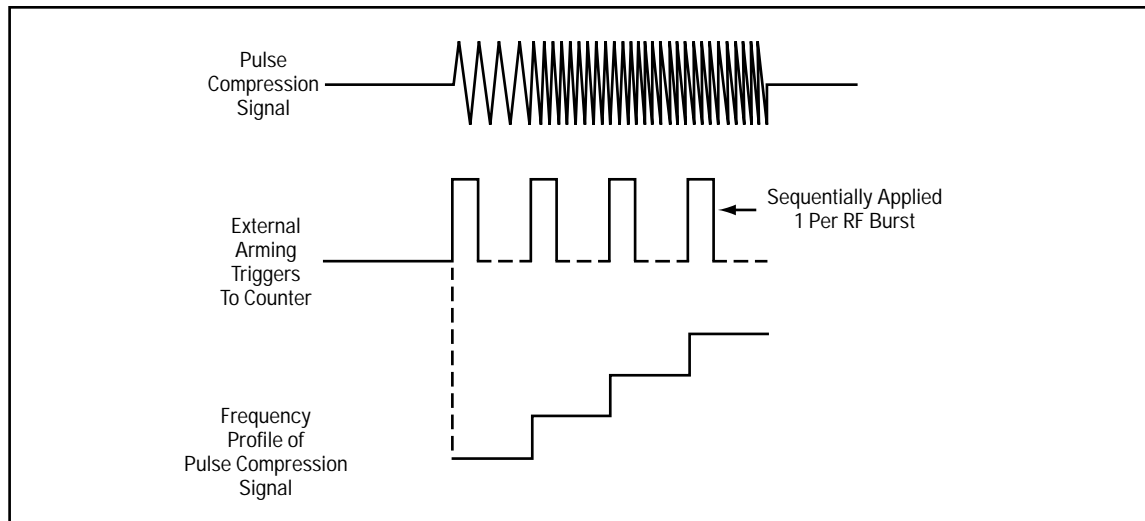 Pulse
Compression
Signal
Sequentially Applied
1 Per RF Burst
External
Arming
Triggers
To Counter
Frequency
Profile of
Pulse Compression
Signal